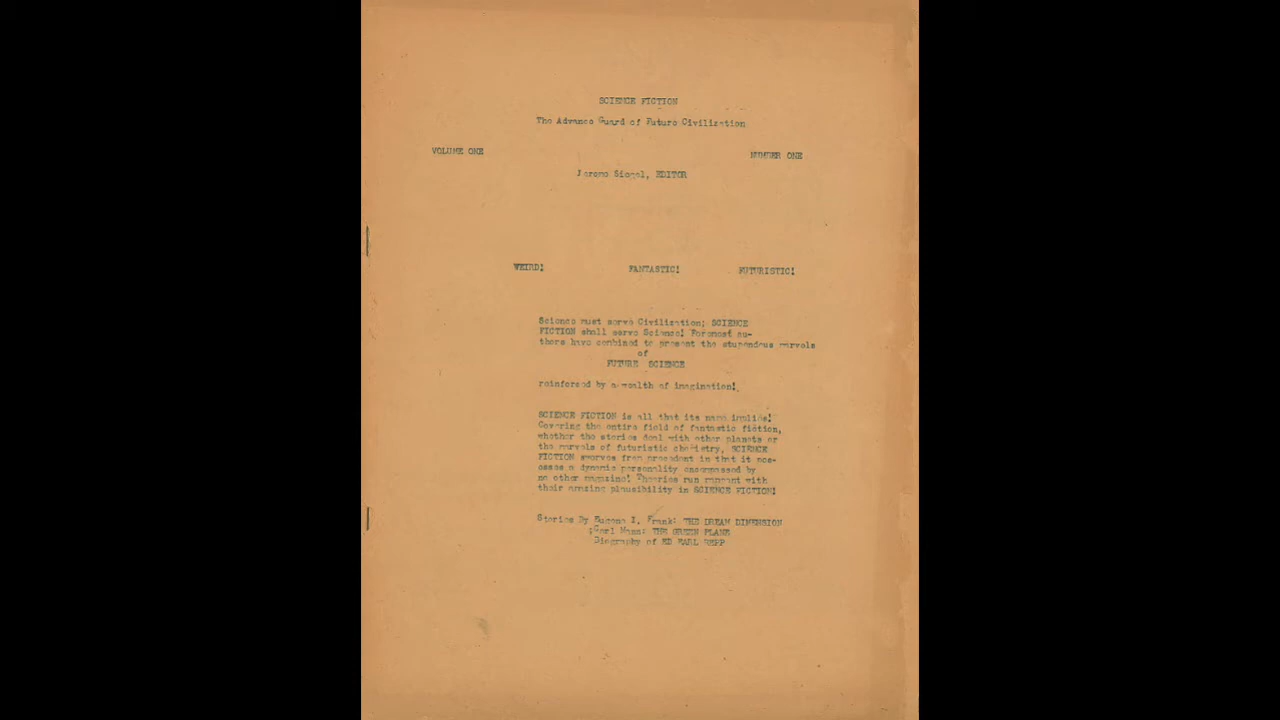 SCIENCE FICTION
The Advance Guard of Future Civilization
VOLUME ONE
NUMBER ONE
Jerome Siegel, EDITOR
WEIRD!
FANTASTIC!
FUTURISTIC!
Science must serve Civilization; SCIENCE
FICTION shall serve Science! Foremost au-
thors have combined to present the stupendous marvels
of
FUTURE SCIENCE
reinforced by a wealth of imagination!
SCIENCE FICTION is all that its name implies!
Covering the entire field of fantastic fiction,
whether the stories deal with other planets or
the marvels of futuristic chemistry, SCIENCE
FICTION swerves from precedent in that it pos-
esses a dynamic personality encompassed by
no other magazine! Theories run rampant with
their amazing plausibility in SCIENCE FICTION!
Stories By Eugene I. Frank: THE DREAM DIMENSION
Carl Mann: THE GREEN PLANE
Biography of ED EARL REPP